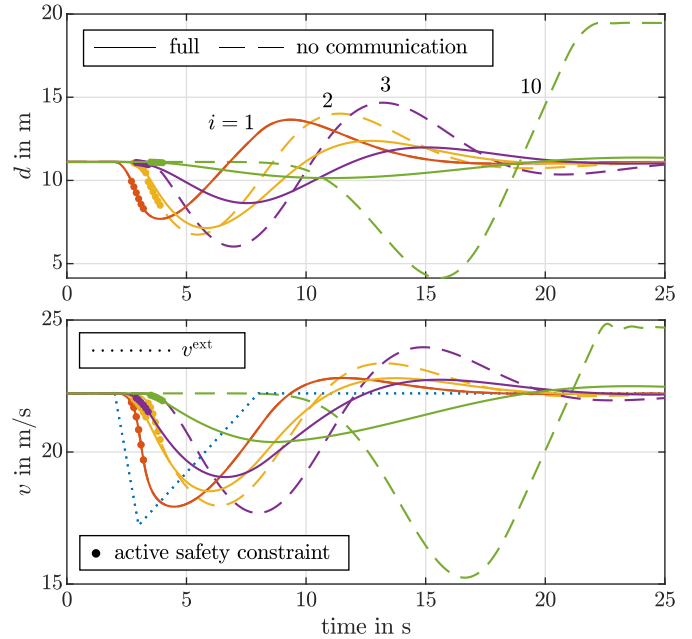 20
full
no communication
3
2
10
15
i = 1
d in m
10
5
0
5
10
15
20
25
25
v^ext
20
v in m/s
active safety constraint
15
0
5
10
15
20
25
time in s